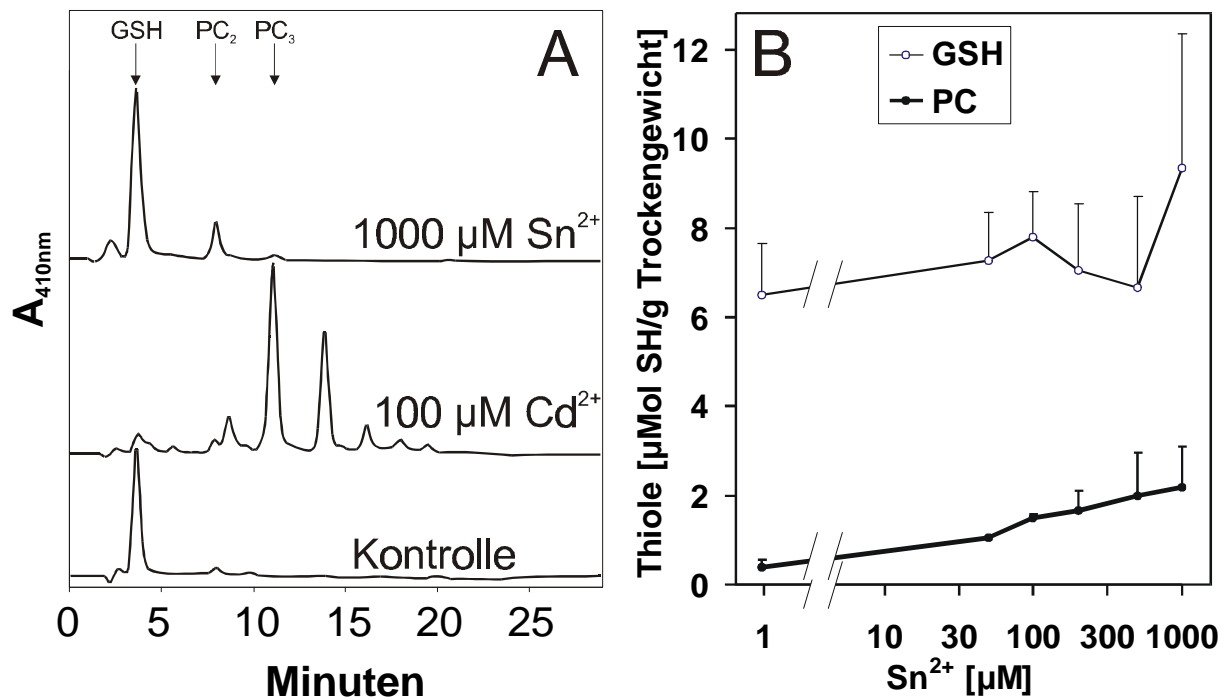 A
GSH PC₂ PC₃
1000 µM Sn²⁺
100 µM Cd²⁺
Kontrolle
A₄₁₀ₙₘ
0 5 10 15 20 25
Minuten
B
GSH
PC
Thiole [µMol SH/g Trockengewicht]
12
10
8
6
4
2
0
1 10 30 100 300 1000
Sn²⁺ [µM]